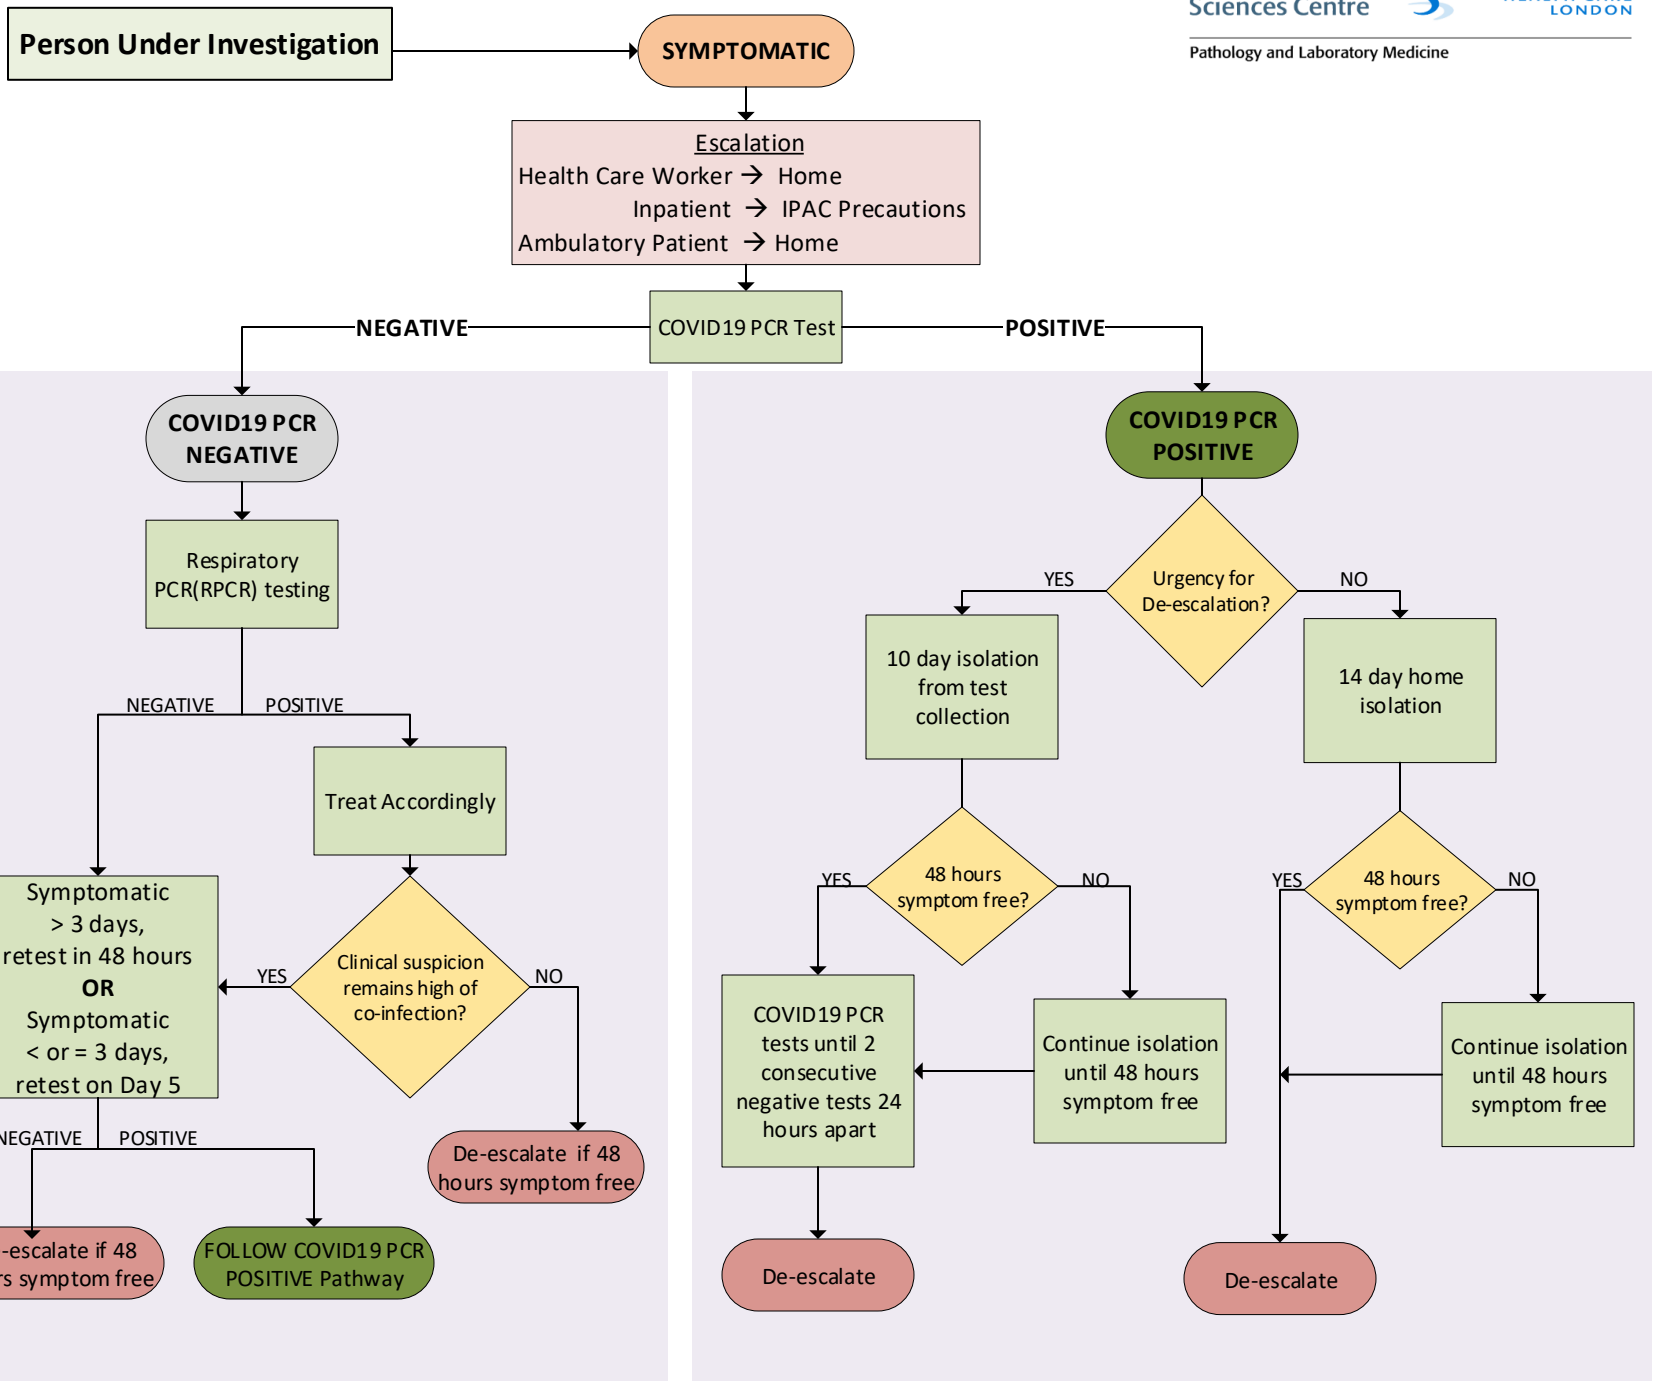 Sciences Centre
LONDON
Pathology and Laboratory Medicine
Person Under Investigation
SYMPTOMATIC
Escalation
Health Care Worker → Home
Inpatient → IPAC Precautions
Ambulatory Patient → Home
NEGATIVE
COVID19 PCR Test
POSITIVE
COVID19 PCR
NEGATIVE
Respiratory
PCR(RPCR) testing
NEGATIVE
POSITIVE
Treat Accordingly
Symptomatic
> 3 days,
retest in 48 hours
OR
Symptomatic
< or = 3 days,
retest on Day 5
YES
Clinical suspicion
remains high of
co-infection?
NO
De-escalate if 48
hours symptom free
NEGATIVE
POSITIVE
-escalate if 48
rs symptom free
FOLLOW COVID19 PCR
POSITIVE Pathway
COVID19 PCR
POSITIVE
Urgency for
De-escalation?
YES
NO
10 day isolation
from test
collection
14 day home
isolation
YES
48 hours
symptom free?
NO
COVID19 PCR
tests until 2
consecutive
negative tests 24
hours apart
Continue isolation
until 48 hours
symptom free
De-escalate
YES
48 hours
symptom free?
NO
Continue isolation
until 48 hours
symptom free
De-escalate